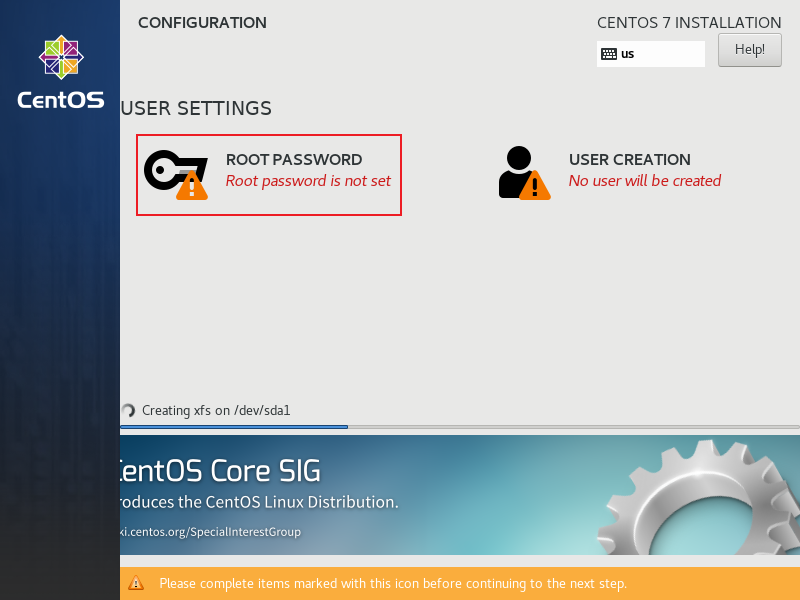 CONFIGURATION
CENTOS 7 INSTALLATION
us
Help!
CentOS
USER SETTINGS
ROOT PASSWORD
Root password is not set
USER CREATION
No user will be created
Creating xfs on /dev/sda1
CentOS Core SIG
roduces the CentOS Linux Distribution.
ki.centos.org/SpecialInterestGroup
Please complete items marked with this icon before continuing to the next step.